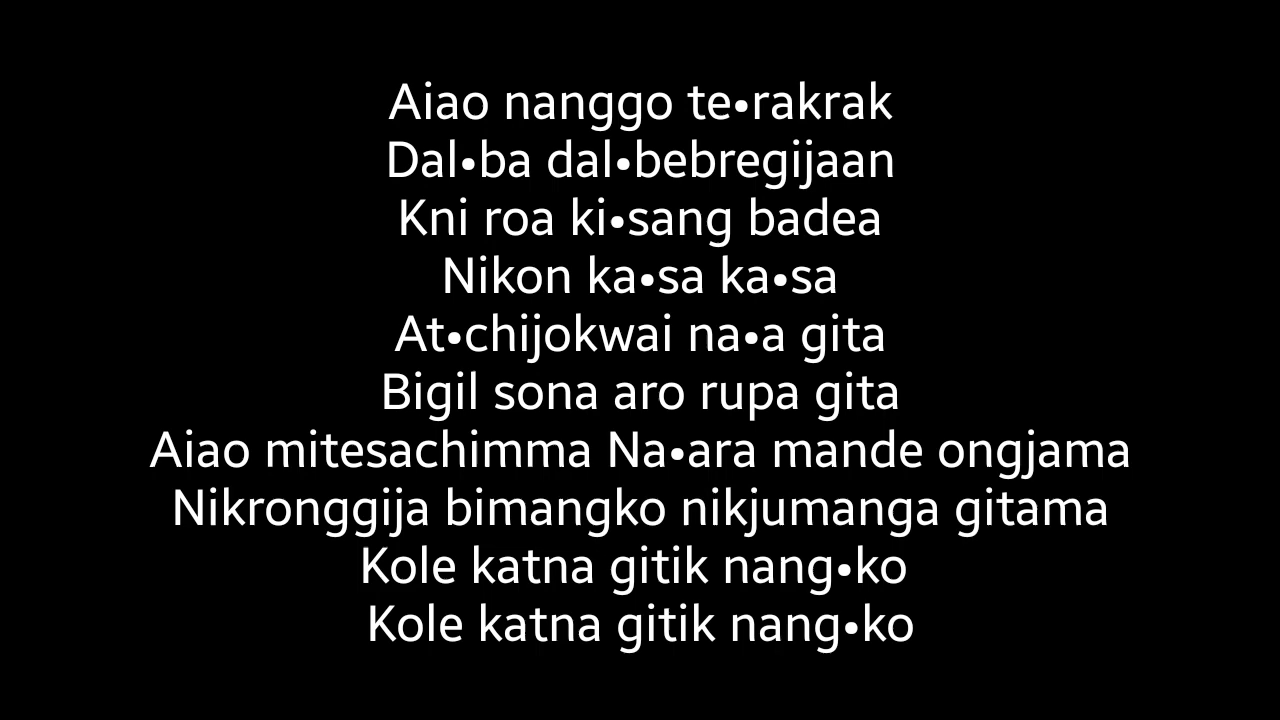 Aiao nanggo te•rakrak
Dal•ba dal•bebregijaan
Kni roa ki•sang badea
Nikon ka•sa ka•sa
At•chijokwai na•a gita
Bigil sona aro rupa gita
Aiao mitesachimma Na•ara mande ongjama
Nikronggija bimangko nikjumanga gitama
Kole katna gitik nang•ko
Kole katna gitik nang•ko